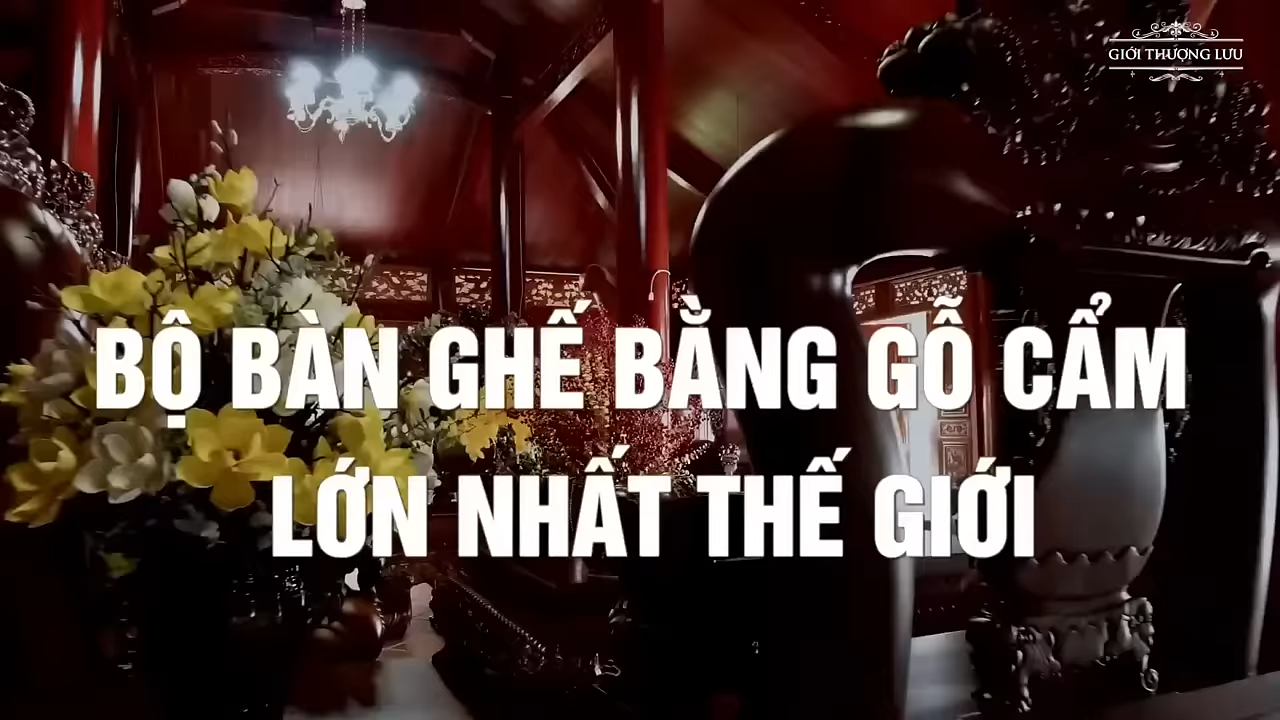 GIỚI THƯỢNG LƯU
BỘ BÀN GHẾ BẰNG GỖ CẨM
LỚN NHẤT THẾ GIỚI